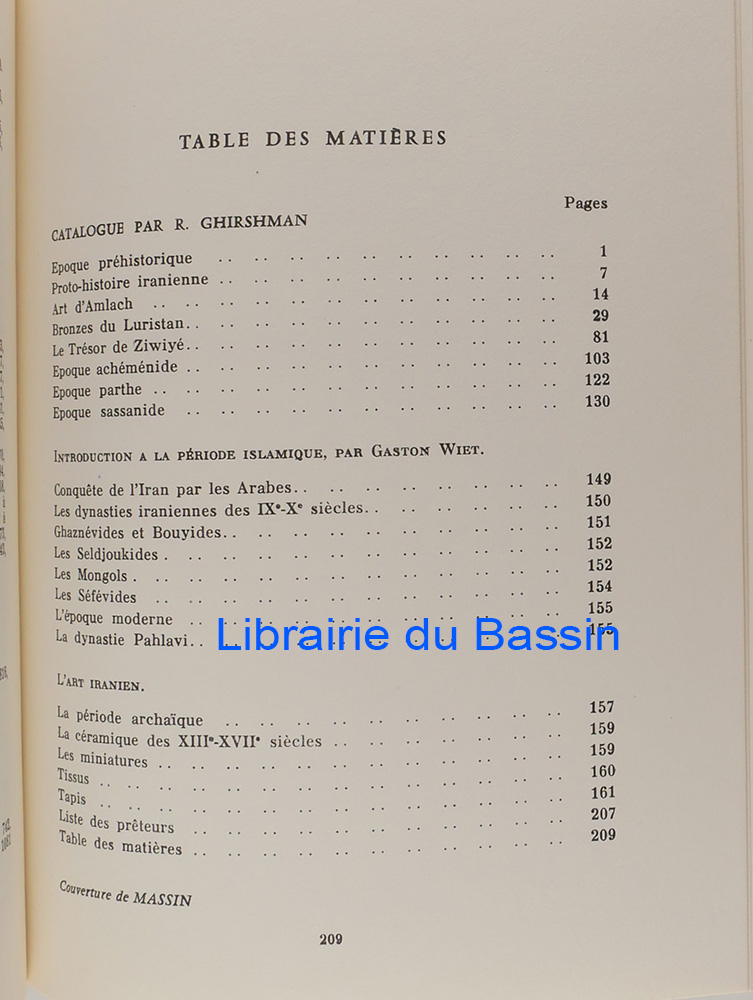 TABLE DES MATIÈRES
Pages
CATALOGUE PAR R. GHIRSHMAN
Epoque préhistorique .. .. .. .. .. .. .. .. .. .. 1
Proto-histoire iranienne .. .. .. .. .. .. .. .. .. .. 7
Art d'Amlach .. .. .. .. .. .. .. .. .. .. .. 14
Bronzes du Luristan.. .. .. .. .. .. .. .. .. .. .. 29
Le Trésor de Ziwiyé.. .. .. .. .. .. .. .. .. .. .. 81
Epoque achéménide .. .. .. .. .. .. .. .. .. .. .. 103
Epoque parthe .. .. .. .. .. .. .. .. .. .. .. .. 122
Epoque sassanide .. .. .. .. .. .. .. .. .. .. .. 130
INTRODUCTION A LA PÉRIODE ISLAMIQUE, PAR GASTON WIET.
Conquête de l'Iran par les Arabes.. .. .. .. .. .. .. .. 149
Les dynasties iraniennes des IXe-Xe siècles.. .. .. .. .. .. 150
Ghaznévides et Bouyides.. .. .. .. .. .. .. .. .. .. 151
Les Seldjoukides . .. .. .. .. .. .. .. .. .. .. .. 152
Les Mongols . .. .. .. .. .. .. .. .. .. .. .. .. 152
Les Séfévides .. .. .. .. .. .. .. .. .. .. .. .. 154
L'époque moderne .. .. .. .. .. .. .. .. .. .. .. 155
La dynastie Pahlavi.. .. .. .. .. .. .. .. .. .. .. 155
Librairie du Bassin
L'ART IRANIEN.
La période archaïque .. .. .. .. .. .. .. .. .. .. 157
La céramique des XIIIe-XVIIe siècles .. .. .. .. .. .. .. 159
Les miniatures .. .. .. .. .. .. .. .. .. .. .. .. 159
Tissus .. .. .. .. .. .. .. .. .. .. .. .. .. 160
Tapis .. .. .. .. .. .. .. .. .. .. .. .. .. 161
Liste des prêteurs .. .. .. .. .. .. .. .. .. .. .. 207
Table des matières .. .. .. .. .. .. .. .. .. .. .. 209
Couverture de MASSIN
209